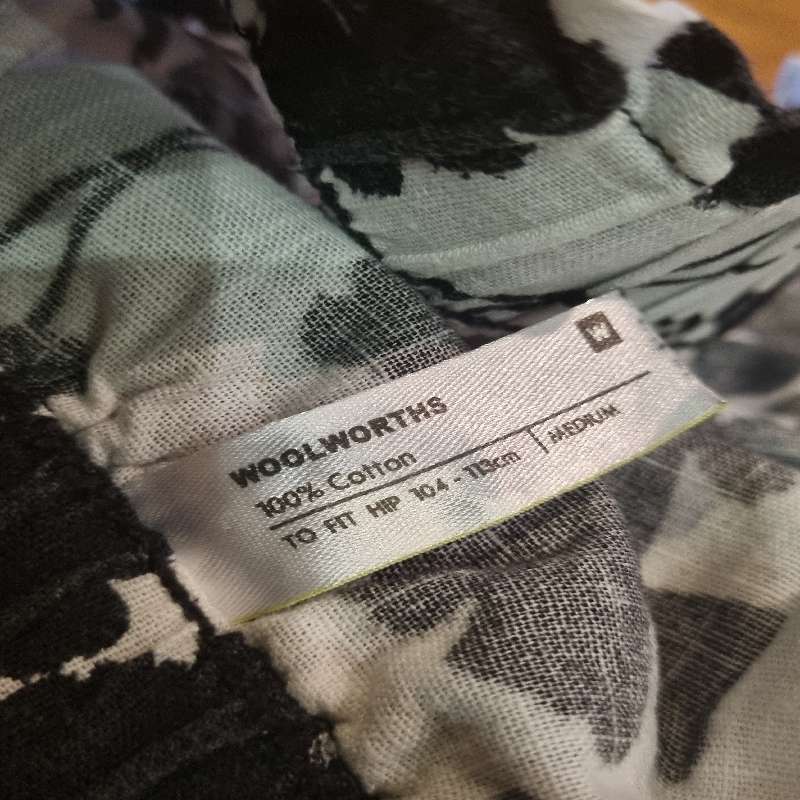 W
WOOLWORTHS
100% Cotton
TO FIT HIP 104 - 113cm | MEDIUM